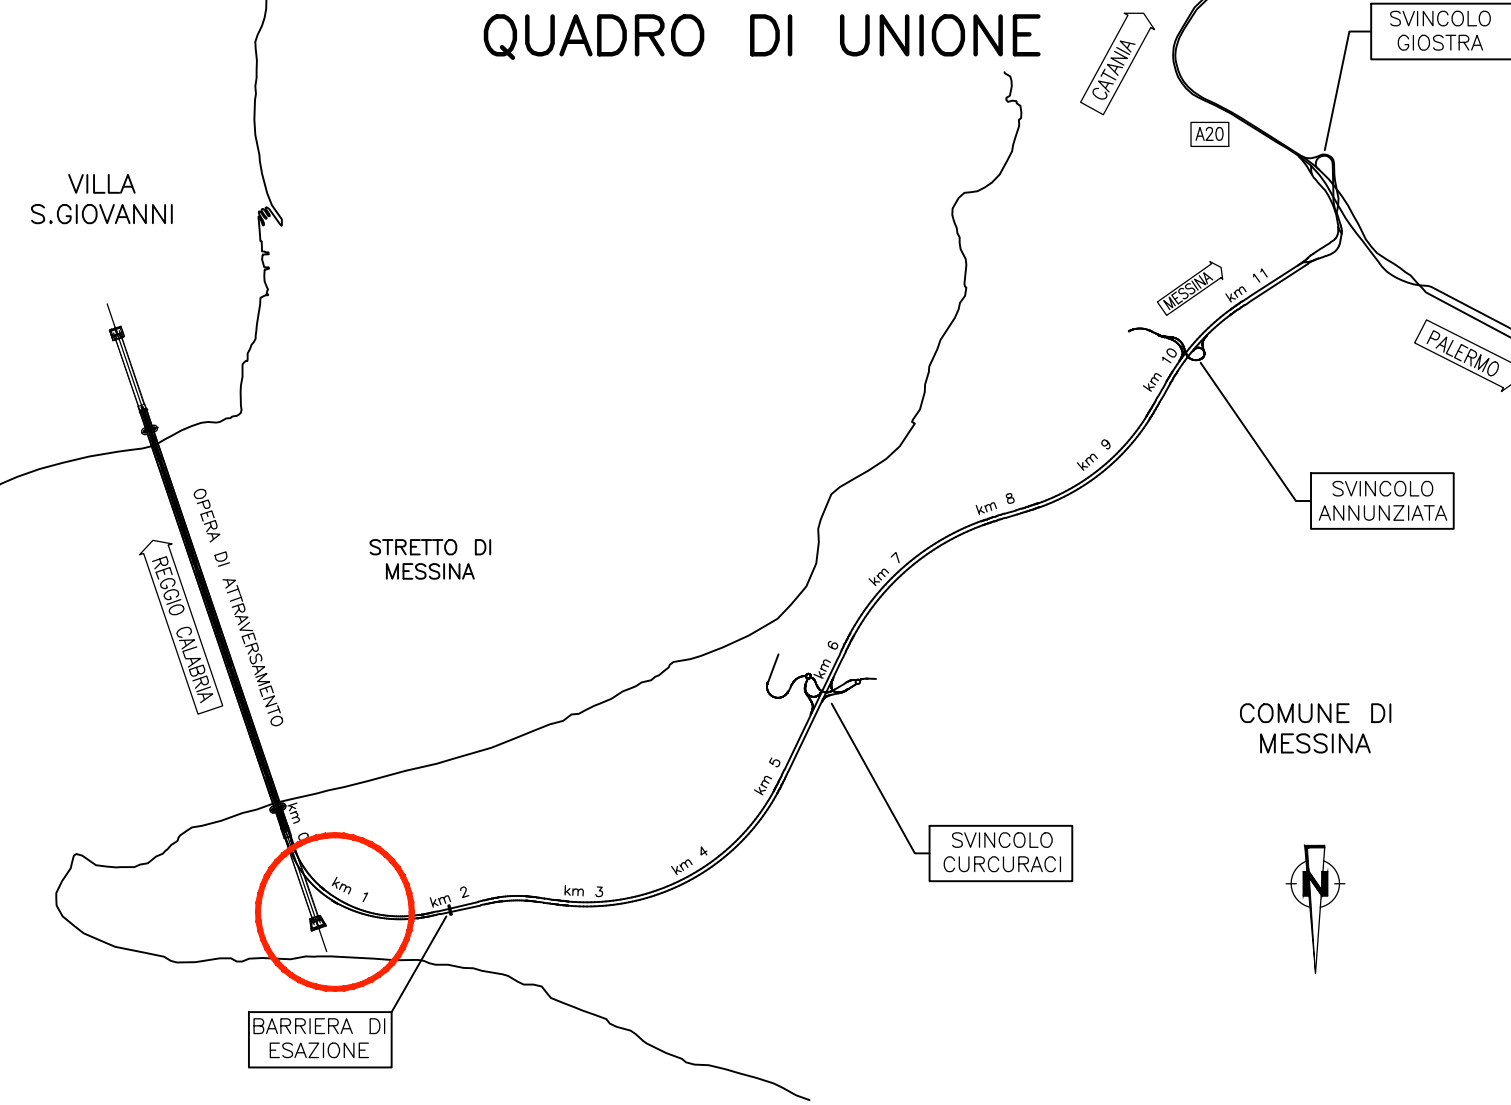 QUADRO DI UNIONE
SVINCOLO
GIOSTRA
CATANIA
A20
VILLA
S.GIOVANNI
MESSINA
km 11
PALERMO
km 10
km 9
SVINCOLO
ANNUNZIATA
km 8
OPERA DI ATTRAVERSAMENTO
STRETTO DI
MESSINA
REGGIO CALABRIA
km 7
km 6
COMUNE DI
MESSINA
km 5
km 0
SVINCOLO
CURCURACI
km 4
km 3
km 2
km 1
N
BARRIERA DI
ESAZIONE